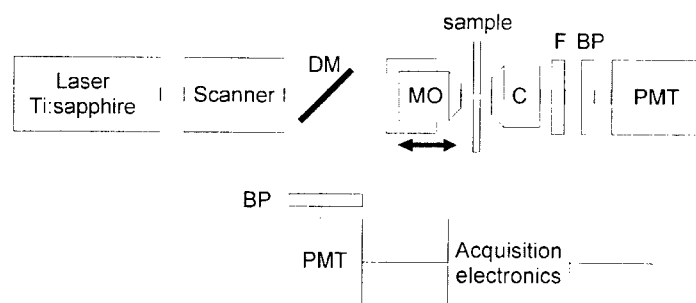 sample
DM
F BP
Laser
Ti:sapphire
Scanner
MO
C
PMT
BP
PMT
Acquisition
electronics